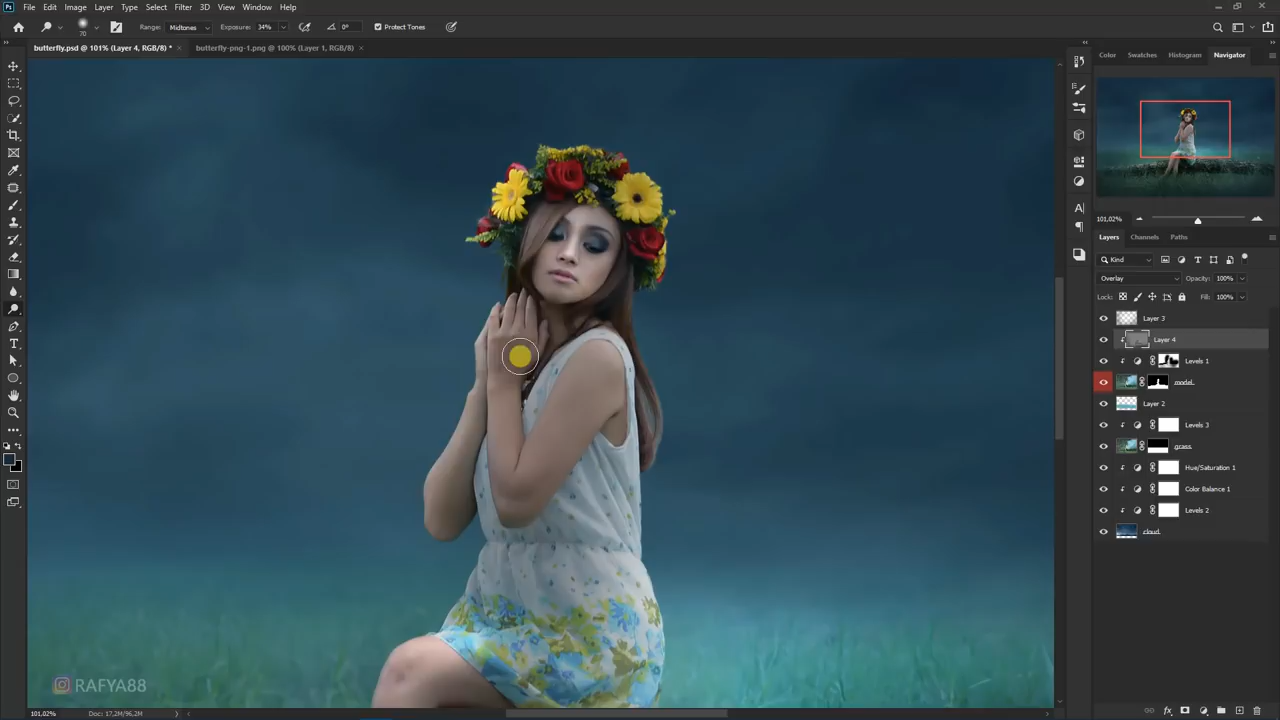 Ps File Edit Image Layer Type Select Filter 3D View Window Help
70 Range: Midtones Exposure: 34% 0° Protect Tones
butterfly.psd @ 101% (Layer 4, RGB/8) * × butterfly-png-1.png @ 100% (Layer 1, RGB/8) ×
Color Swatches Histogram Navigator
101,02%
Layers Channels Paths
Kind
Overlay Opacity: 100%
Lock: Fill: 100%
Layer 3
Layer 4
Levels 1
model
Layer 2
Levels 3
grass
Hue/Saturation 1
Color Balance 1
Levels 2
cloud
RAFYA88
101,02% Doc: 17,2M/96,2M